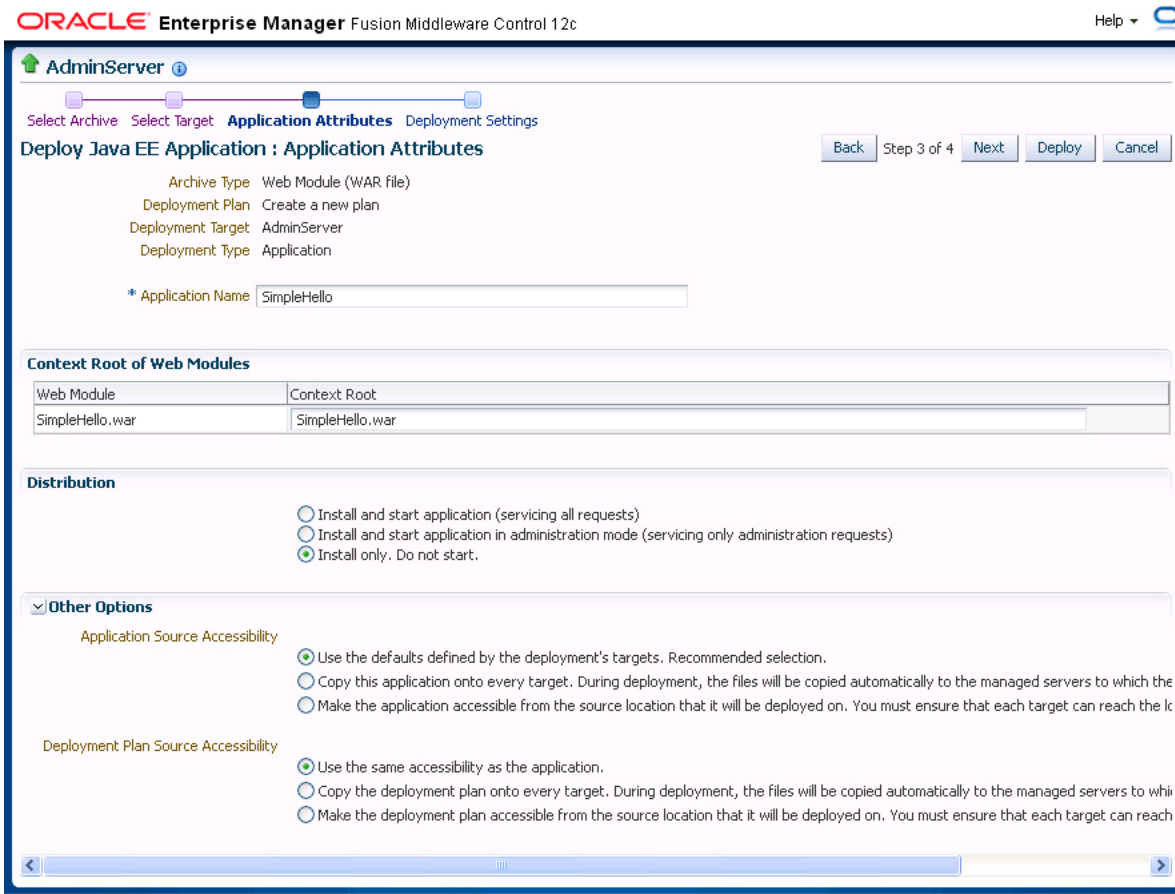 ORACLE Enterprise Manager Fusion Middleware Control 12c Help
AdminServer
Select Archive Select Target Application Attributes Deployment Settings
Deploy Java EE Application : Application Attributes Back Step 3 of 4 Next Deploy Cancel
Archive Type Web Module (WAR file)
Deployment Plan Create a new plan
Deployment Target AdminServer
Deployment Type Application
* Application Name SimpleHello
Context Root of Web Modules
Web Module Context Root
SimpleHello.war SimpleHello.war
Distribution
Install and start application (servicing all requests)
Install and start application in administration mode (servicing only administration requests)
Install only. Do not start.
Other Options
Application Source Accessibility
Use the defaults defined by the deployment's targets. Recommended selection.
Copy this application onto every target. During deployment, the files will be copied automatically to the managed servers to which the
Make the application accessible from the source location that it will be deployed on. You must ensure that each target can reach the
Deployment Plan Source Accessibility
Use the same accessibility as the application.
Copy the deployment plan onto every target. During deployment, the files will be copied automatically to the managed servers to
Make the deployment plan accessible from the source location that it will be deployed on. You must ensure that each target can reach